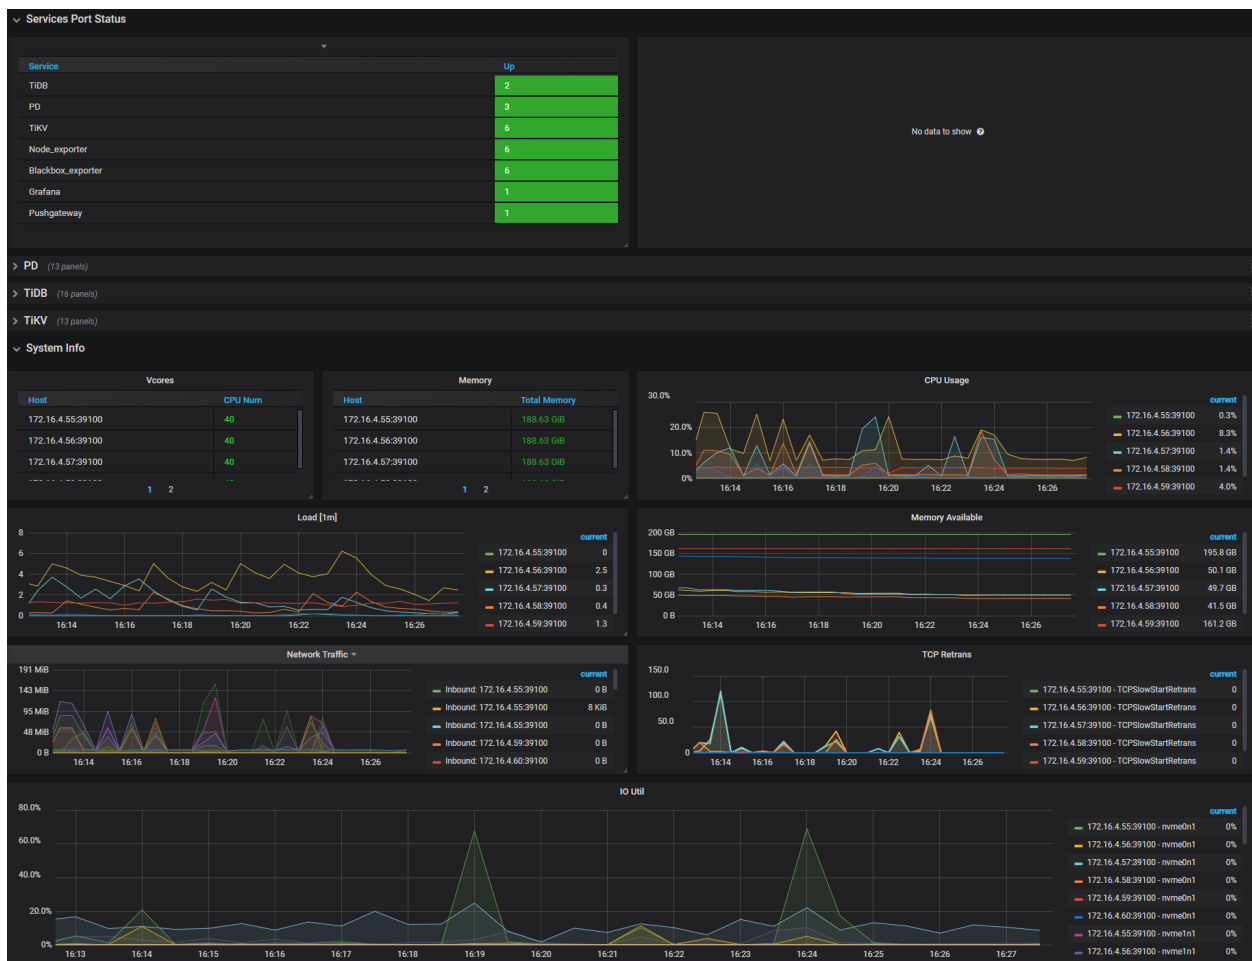 Services Port Status
Service Up
TiDB 2
PD 3
TiKV 6
Node_exporter 6
Blackbox_exporter 6
Grafana 1
Pushgateway 1
No data to show
PD (13 panels)
TiDB (16 panels)
TiKV (13 panels)
System Info
Vcores
Host CPU Num
172.16.4.55:39100 40
172.16.4.56:39100 40
172.16.4.57:39100 40
1 2
Memory
Host Total Memory
172.16.4.55:39100 188.63 GiB
172.16.4.56:39100 188.63 GiB
172.16.4.57:39100 188.63 GiB
1 2
CPU Usage
30.0%
20.0%
10.0%
0%
16:14 16:16 16:18 16:20 16:22 16:24 16:26
current
172.16.4.55:39100 0.3%
172.16.4.56:39100 8.3%
172.16.4.57:39100 1.4%
172.16.4.58:39100 1.4%
172.16.4.59:39100 4.0%
Load [1m]
8
6
4
2
0
16:14 16:16 16:18 16:20 16:22 16:24 16:26
current
172.16.4.55:39100 0
172.16.4.56:39100 2.5
172.16.4.57:39100 0.3
172.16.4.58:39100 0.4
172.16.4.59:39100 1.3
Memory Available
200 GB
150 GB
100 GB
50 GB
0 B
16:14 16:16 16:18 16:20 16:22 16:24 16:26
current
172.16.4.55:39100 195.8 GB
172.16.4.56:39100 50.1 GB
172.16.4.57:39100 49.7 GB
172.16.4.58:39100 41.5 GB
172.16.4.59:39100 161.2 GB
Network Traffic
191 MiB
143 MiB
95 MiB
48 MiB
0 B
16:14 16:16 16:18 16:20 16:22 16:24 16:26
current
Inbound: 172.16.4.55:39100 0 B
Inbound: 172.16.4.55:39100 8 KiB
Inbound: 172.16.4.55:39100 0 B
Inbound: 172.16.4.59:39100 0 B
Inbound: 172.16.4.60:39100 0 B
TCP Retrans
150.0
100.0
50.0
0
16:14 16:16 16:18 16:20 16:22 16:24 16:26
current
172.16.4.55:39100 - TCPSlowStartRetrans 0
172.16.4.56:39100 - TCPSlowStartRetrans 0
172.16.4.57:39100 - TCPSlowStartRetrans 0
172.16.4.58:39100 - TCPSlowStartRetrans 0
172.16.4.59:39100 - TCPSlowStartRetrans 0
IO Util
80.0%
60.0%
40.0%
20.0%
0%
16:13 16:14 16:15 16:16 16:17 16:18 16:19 16:20 16:21 16:22 16:23 16:24 16:25 16:26 16:27
current
172.16.4.55:39100 - nvme0n1 0%
172.16.4.56:39100 - nvme0n1 0%
172.16.4.57:39100 - nvme0n1 0%
172.16.4.58:39100 - nvme0n1 0%
172.16.4.59:39100 - nvme0n1 0%
172.16.4.60:39100 - nvme0n1 0%
172.16.4.55:39100 - nvme1n1 0%
172.16.4.56:39100 - nvme1n1 0%